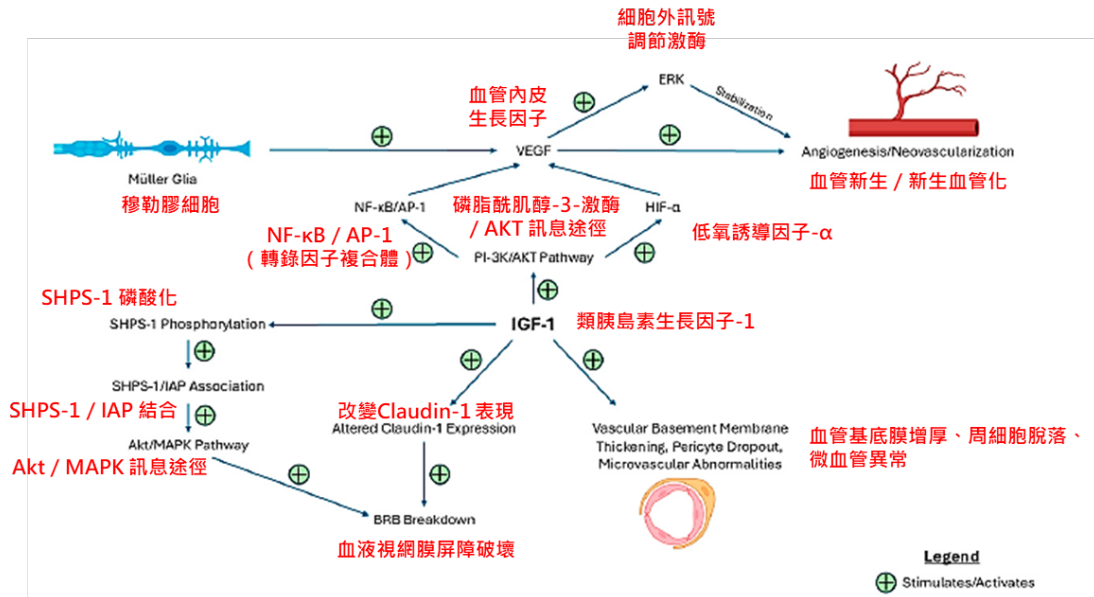 細胞外訊號
調節激酶
ERK
Stabilization
血管內皮
生長因子
VEGF
Angiogenesis/Neovascularization
血管新生 / 新生血管化
Müller Glia
穆勒膠細胞
NF-κB/AP-1
磷脂酰肌醇-3-激酶
/ AKT 訊息途徑
HIF-α
低氧誘導因子-α
NF-κB / AP-1
(轉錄因子複合體)
PI-3K/AKT Pathway
SHPS-1 磷酸化
SHPS-1 Phosphorylation
IGF-1
類胰島素生長因子-1
SHPS-1/IAP Association
SHPS-1 / IAP 結合
改變Claudin-1 表現
Altered Claudin-1 Expression
Akt/MAPK Pathway
Akt / MAPK 訊息途徑
Vascular Basement Membrane
Thickening, Pericyte Dropout,
Microvascular Abnormalities
血管基底膜增厚、周細胞脫落、
微血管異常
BRB Breakdown
血液視網膜屏障破壞
Legend
Stimulates/Activates